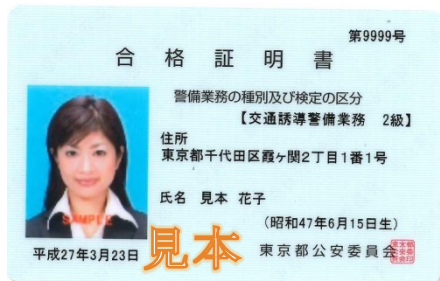 第9999号
合格証明書
警備業務の種別及び検定の区分
【交通誘導警備業務 2級】
住所
東京都千代田区霞ヶ関2丁目1番1号
氏名 見本 花子
(昭和47年6月15日生)
SAMPLE
平成27年3月23日
見本
東京都公安委員会